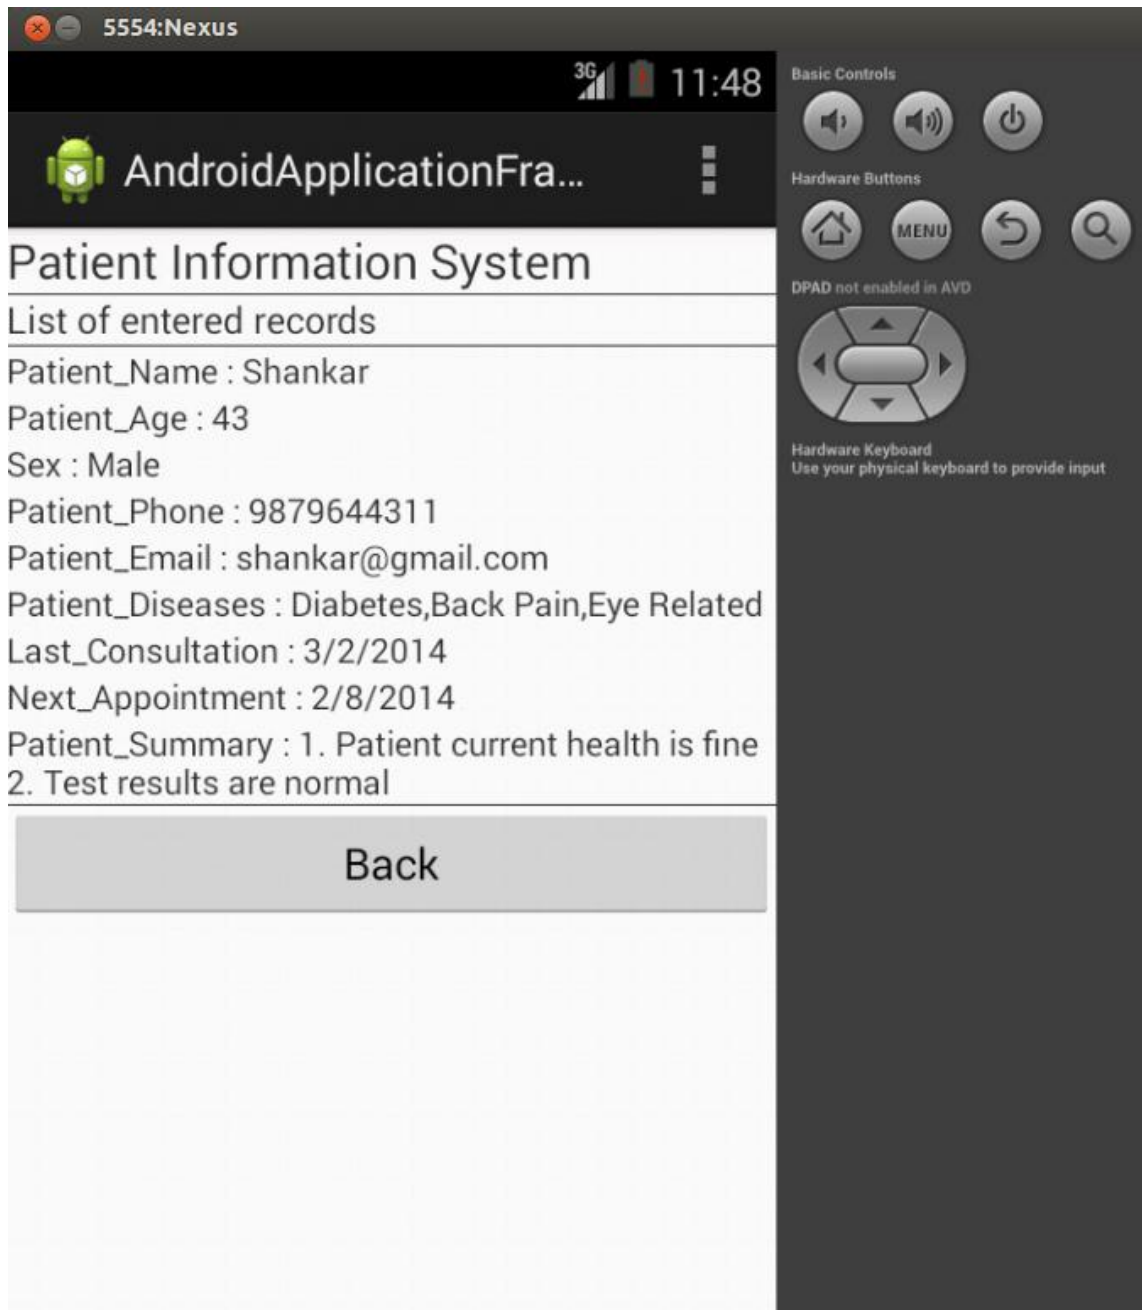 5554:Nexus
3G 11:48
AndroidApplicationFra...
Patient Information System
List of entered records
Patient_Name : Shankar
Patient_Age : 43
Sex : Male
Patient_Phone : 9879644311
Patient_Email : shankar@gmail.com
Patient_Diseases : Diabetes,Back Pain,Eye Related
Last_Consultation : 3/2/2014
Next_Appointment : 2/8/2014
Patient_Summary : 1. Patient current health is fine
2. Test results are normal
Back
Basic Controls
Hardware Buttons
MENU
DPAD not enabled in AVD
Hardware Keyboard
Use your physical keyboard to provide input